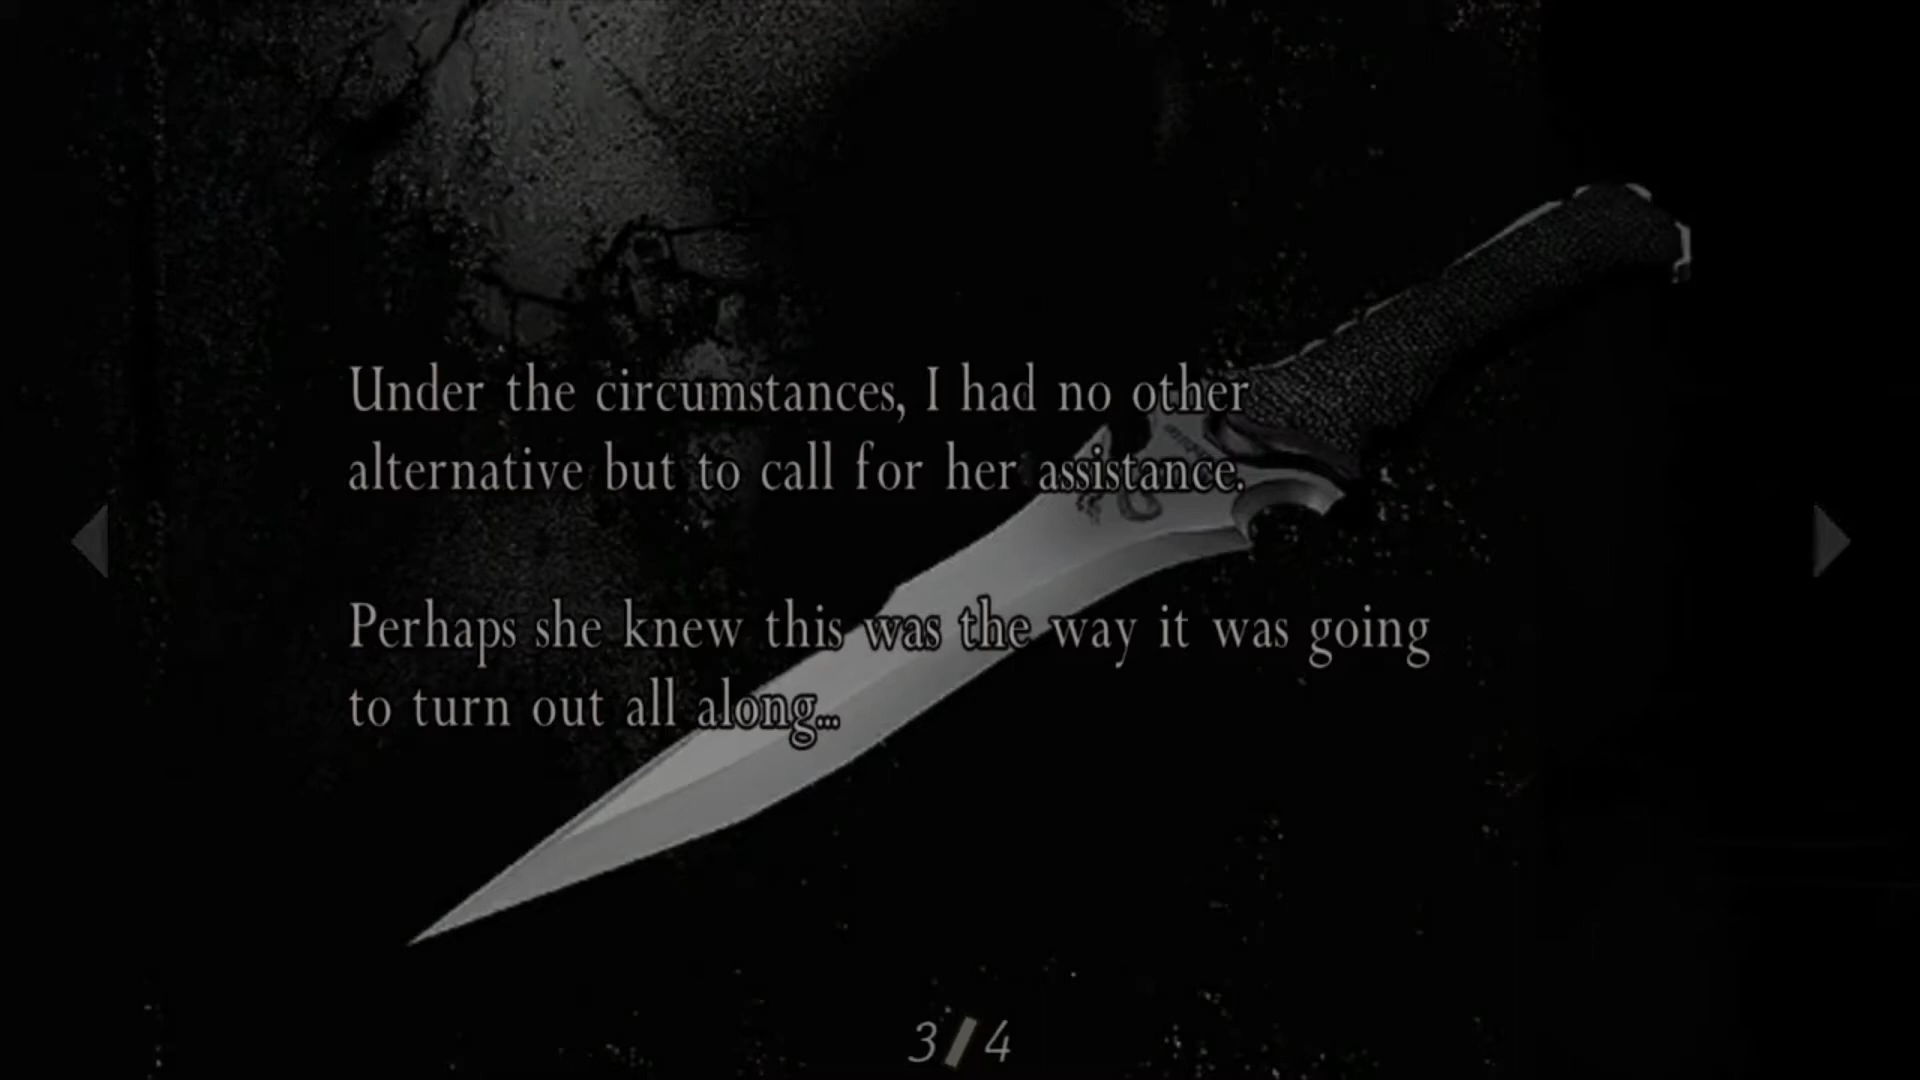 Under the circumstances, I had no other
alternative but to call for her assistance.
Perhaps she knew this was the way it was going
to turn out all along...
3/4